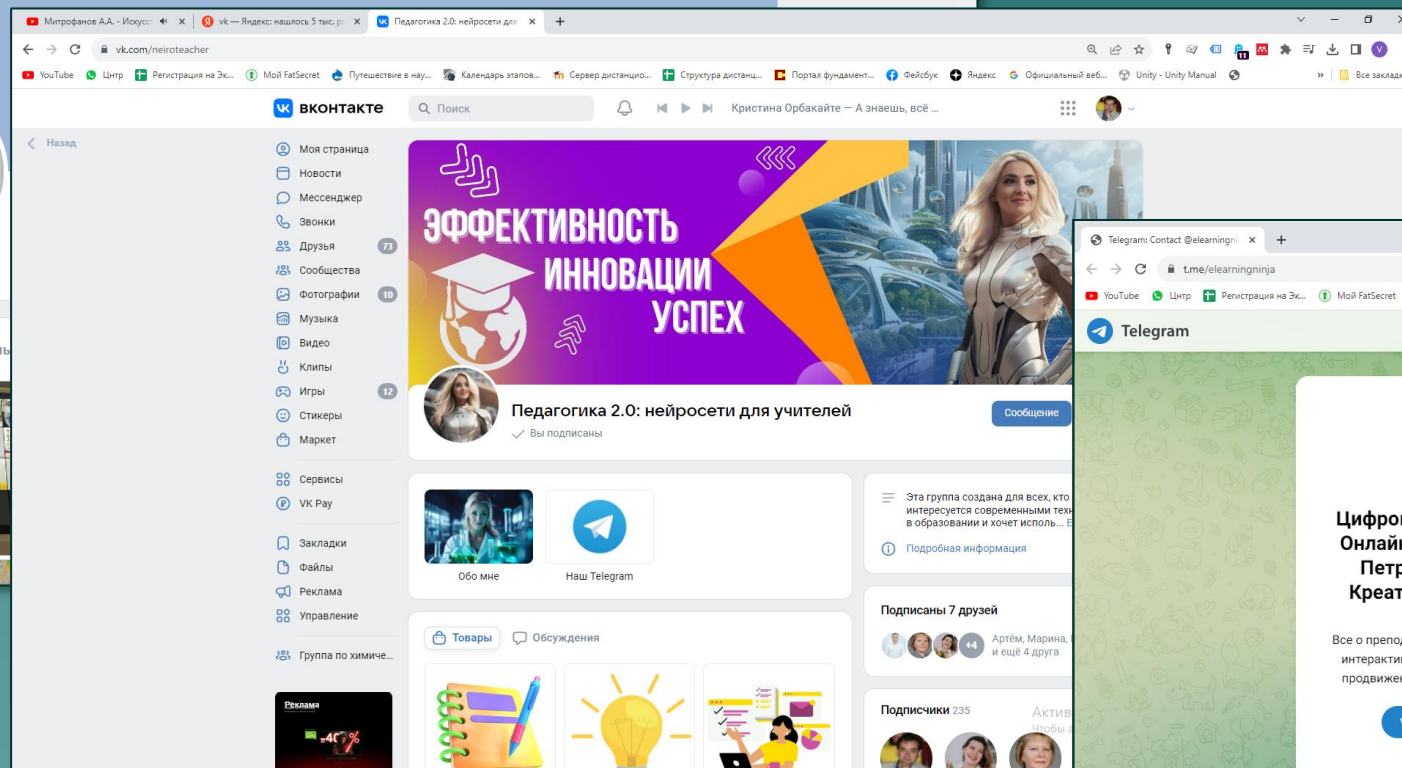 Митрофанов А.А. - Искусст
vk — Яндекс: нашлось 5 тыс. р
Педагогика 2.0: нейросети для
vk.com/neiroteacher
11
V
YouTube
Цнтр
Регистрация на Эк...
Мой FatSecret
Путешествие в нау...
Календарь этапов...
Сервер дистанцио...
Структура дистанц...
Портал фундамент...
Фейсбук
Яндекс
Официальный веб...
Unity - Unity Manual
»
Все закладк
вконтакте
Поиск
Кристина Орбакайте — А знаешь, всё ...
Назад
Моя страница
Новости
Мессенджер
Звонки
Друзья 73
Сообщества
Фотографии 10
Музыка
Видео
Клипы
Игры 12
Стикеры
Маркет
Сервисы
VK Pay
Закладки
Файлы
Реклама
Управление
Группа по химиче...
Реклама
-40%
ЭФФЕКТИВНОСТЬ
ИННОВАЦИИ
УСПЕХ
Педагогика 2.0: нейросети для учителей
Вы подписаны
Сообщение
Обо мне
Наш Telegram
Товары
Обсуждения
Эта группа создана для всех, кто
интересуется современными техн
в образовании и хочет исполь...
Подробная информация
Подписаны 7 друзей
+4
Артём, Марина,
и ещё 4 друга
Подписчики 235
Актив
Чтобы
Telegram: Contact @elearningni
t.me/elearningninja
YouTube
Цнтр
Регистрация на Эк...
Мой FatSecret
Telegram
Цифро
Онлай
Петр
Креат
Все о препод
интеракти
продвижен